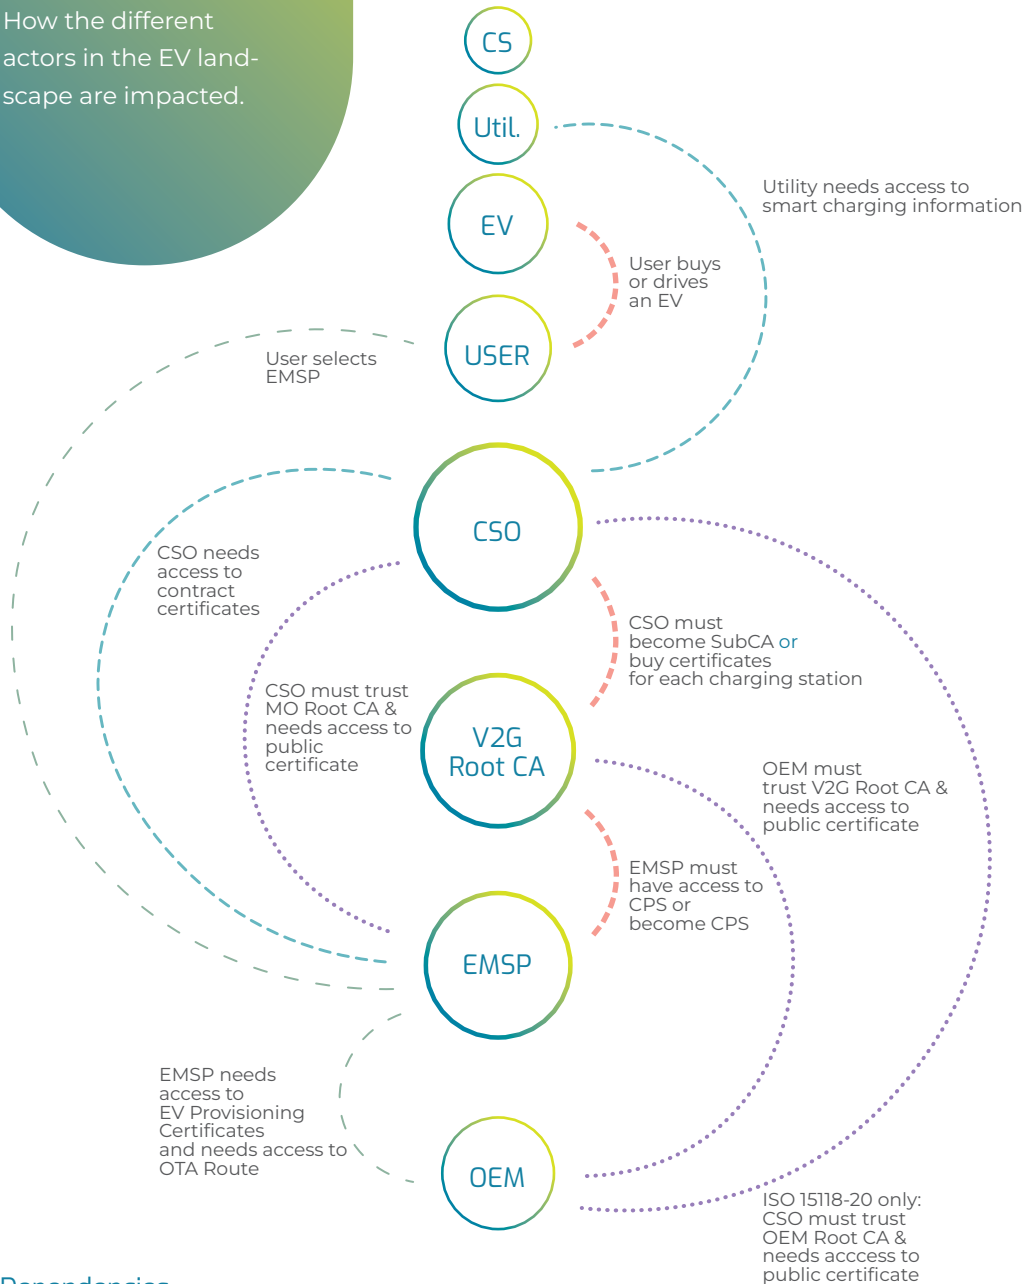 How the different
actors in the EV land-
scape are impacted.
CS
Util.
Utility needs access to
smart charging information
EV
User buys
or drives
an EV
USER
User selects
EMSP
CSO
CSO needs
access to
contract
certificates
CSO must
become SubCA or
buy certificates
for each charging station
CSO must trust
MO Root CA &
needs access to
public
certificate
V2G
Root CA
OEM must
trust V2G Root CA &
needs access to
public certificate
EMSP must
have access to
CPS or
become CPS
EMSP
EMSP needs
access to
EV Provisioning
Certificates
and needs access to
OTA Route
OEM
ISO 15118-20 only:
CSO must trust
OEM Root CA &
needs acccess to
public certificate
Dependencies